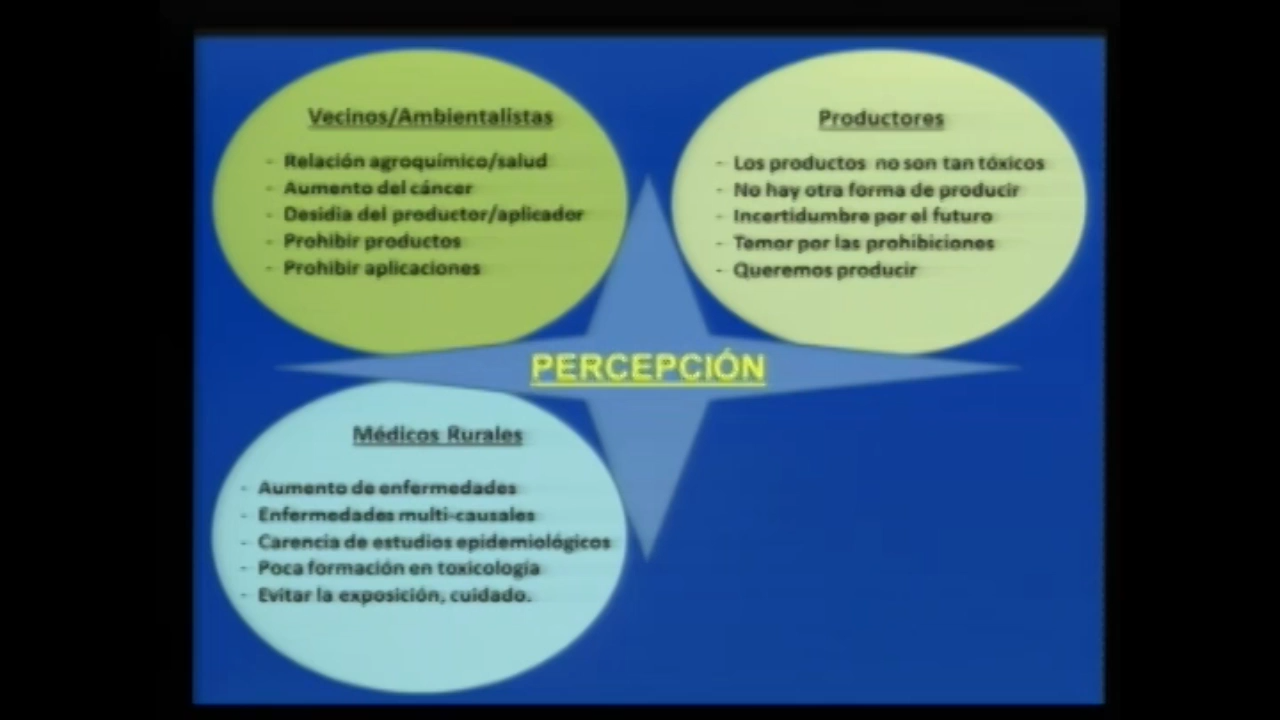 Vecinos/Ambientalistas
- Relación agroquímico/salud
- Aumento del cáncer
- Desidia del productor/aplicador
- Prohibir productos
- Prohibir aplicaciones
Productores
- Los productos no son tan tóxicos
- No hay otra forma de producir
- Incertidumbre por el futuro
- Temor por las prohibiciones
- Queremos producir
PERCEPCIÓN
Médicos Rurales
- Aumento de enfermedades
- Enfermedades multi-causales
- Carencia de estudios epidemiológicos
- Poca formación en toxicología
- Evitar la exposición, cuidado.